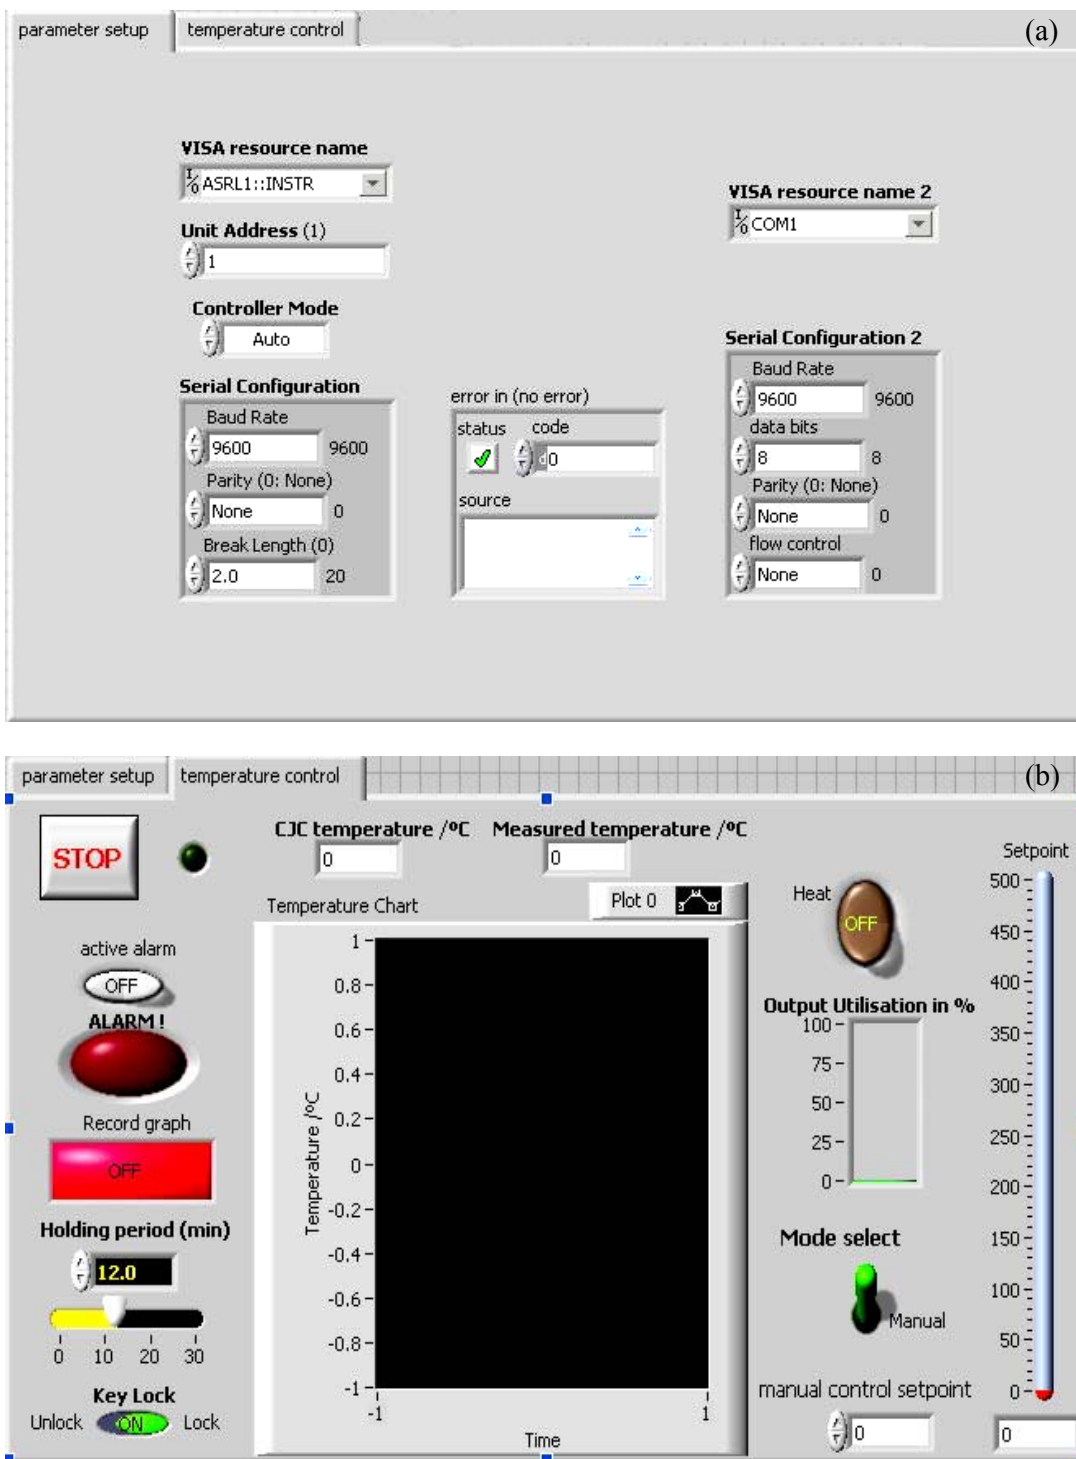 parameter setup
temperature control
(a)
VISA resource name
I/O ASRL1::INSTR
Unit Address (1)
1
Controller Mode
Auto
Serial Configuration
Baud Rate
9600 9600
Parity (0: None)
None 0
Break Length (0)
2.0 20
error in (no error)
status code
d0
source
VISA resource name 2
I/O COM1
Serial Configuration 2
Baud Rate
9600 9600
data bits
8 8
Parity (0: None)
None 0
flow control
None 0
parameter setup
temperature control
(b)
STOP
CJC temperature /ºC
0
Measured temperature /ºC
0
active alarm
OFF
ALARM !
Record graph
OFF
Holding period (min)
12.0
0 10 20 30
Key Lock
Unlock ON Lock
Temperature Chart
Plot 0
Temperature /ºC
1
0.8
0.6
0.4
0.2
0
-0.2
-0.4
-0.6
-0.8
-1
-1 1
Time
Heat
OFF
Output Utilisation in %
100
75
50
25
0
Mode select
Manual
manual control setpoint
0
Setpoint
500
450
400
350
300
250
200
150
100
50
0
0